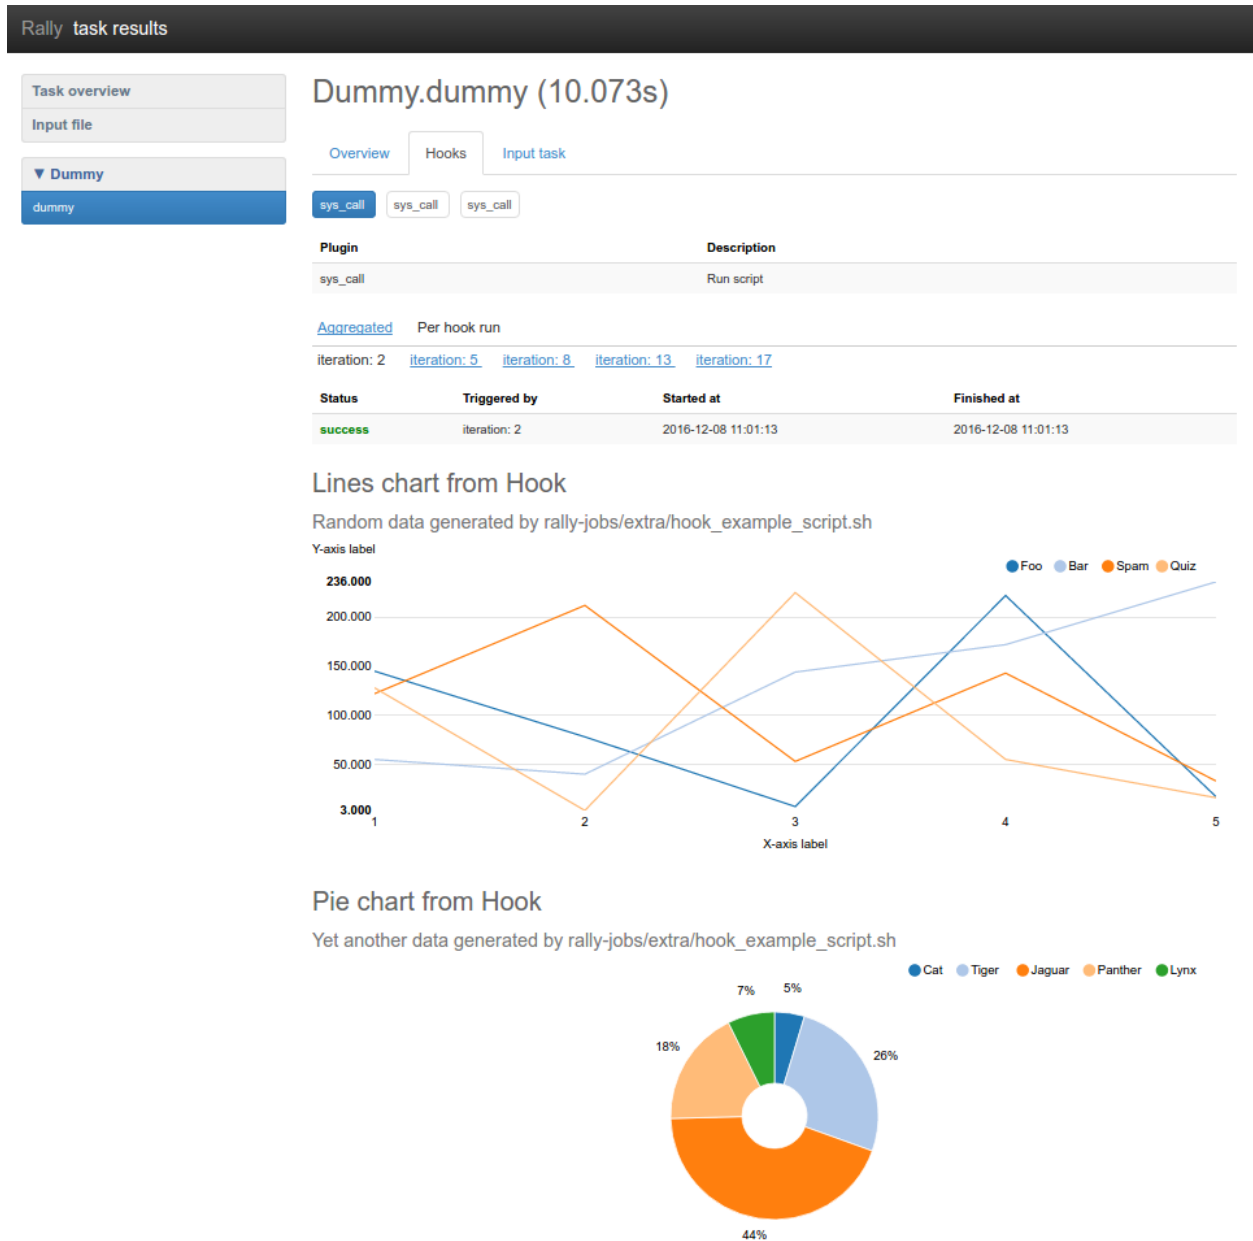 Rally task results
Task overview
Input file
▼ Dummy
dummy
Dummy.dummy (10.073s)
Overview Hooks Input task
sys_call sys_call sys_call
Plugin Description
sys_call Run script
Aggregated Per hook run
iteration: 2 iteration: 5 iteration: 8 iteration: 13 iteration: 17
Status Triggered by Started at Finished at
success iteration: 2 2016-12-08 11:01:13 2016-12-08 11:01:13
Lines chart from Hook
Random data generated by rally-jobs/extra/hook_example_script.sh
Y-axis label
Foo Bar Spam Quiz
236.000
200.000
150.000
100.000
50.000
3.000
1 2 3 4 5
X-axis label
Pie chart from Hook
Yet another data generated by rally-jobs/extra/hook_example_script.sh
Cat Tiger Jaguar Panther Lynx
7% 5%
18%
26%
44%